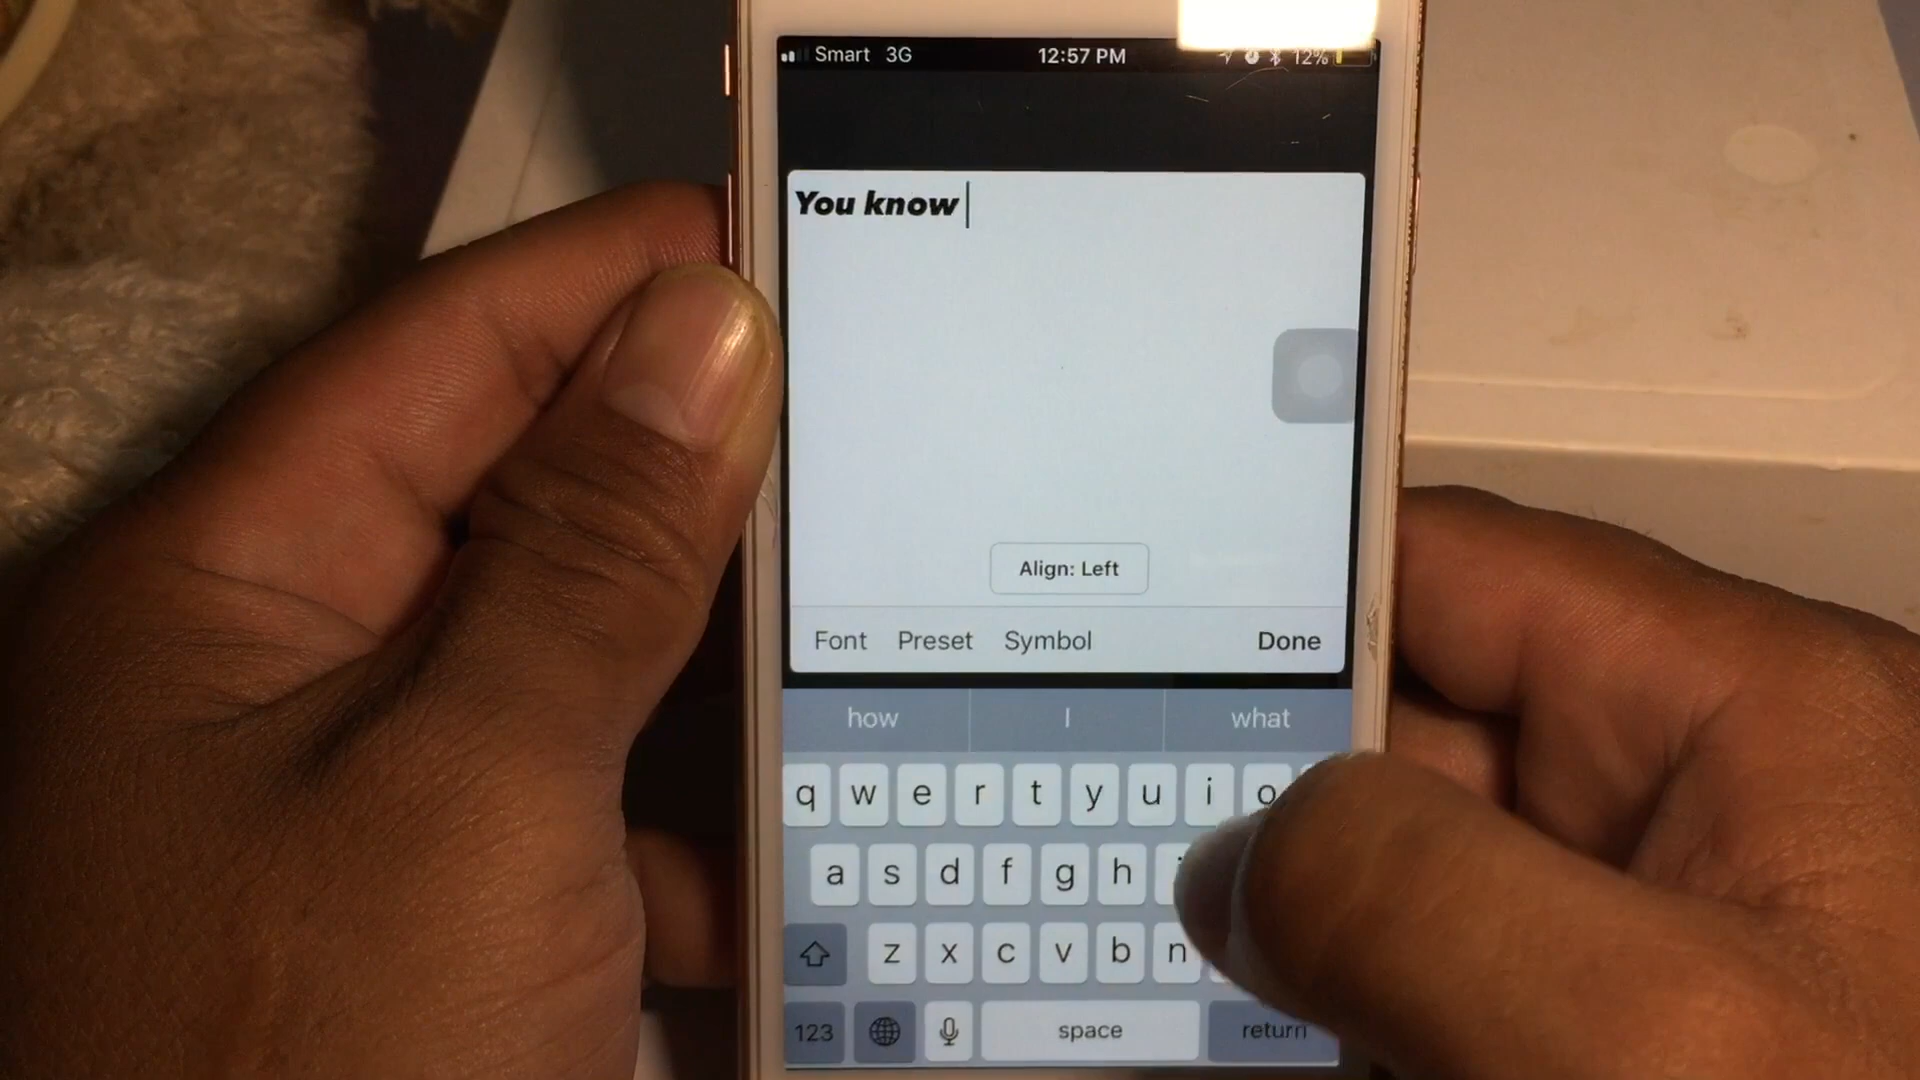 Smart 3G 12:57 PM 12%
You know
Align: Left
Font Preset Symbol Done
how I what
q w e r t y u i o
a s d f g h
z x c v b n
123 space return